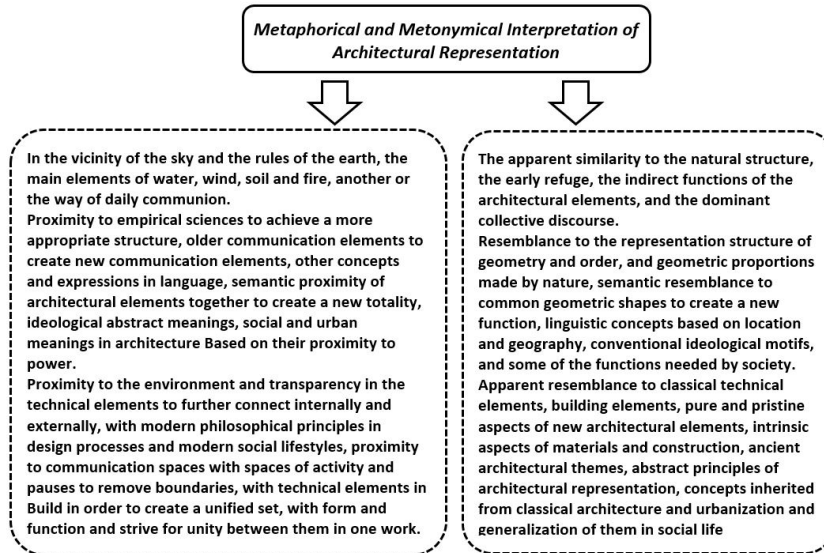 Metaphorical and Metonymical Interpretation of
Architectural Representation
In the vicinity of the sky and the rules of the earth, the
main elements of water, wind, soil and fire, another or
the way of daily communion.
Proximity to empirical sciences to achieve a more
appropriate structure, older communication elements to
create new communication elements, other concepts
and expressions in language, semantic proximity of
architectural elements together to create a new totality,
ideological abstract meanings, social and urban
meanings in architecture Based on their proximity to
power.
Proximity to the environment and transparency in the
technical elements to further connect internally and
externally, with modern philosophical principles in
design processes and modern social lifestyles, proximity
to communication spaces with spaces of activity and
pauses to remove boundaries, with technical elements in
Build in order to create a unified set, with form and
function and strive for unity between them in one work.
The apparent similarity to the natural structure,
the early refuge, the indirect functions of the
architectural elements, and the dominant
collective discourse.
Resemblance to the representation structure of
geometry and order, and geometric proportions
made by nature, semantic resemblance to
common geometric shapes to create a new
function, linguistic concepts based on location
and geography, conventional ideological motifs,
and some of the functions needed by society.
Apparent resemblance to classical technical
elements, building elements, pure and pristine
aspects of new architectural elements, intrinsic
aspects of materials and construction, ancient
architectural themes, abstract principles of
architectural representation, concepts inherited
from classical architecture and urbanization and
generalization of them in social life